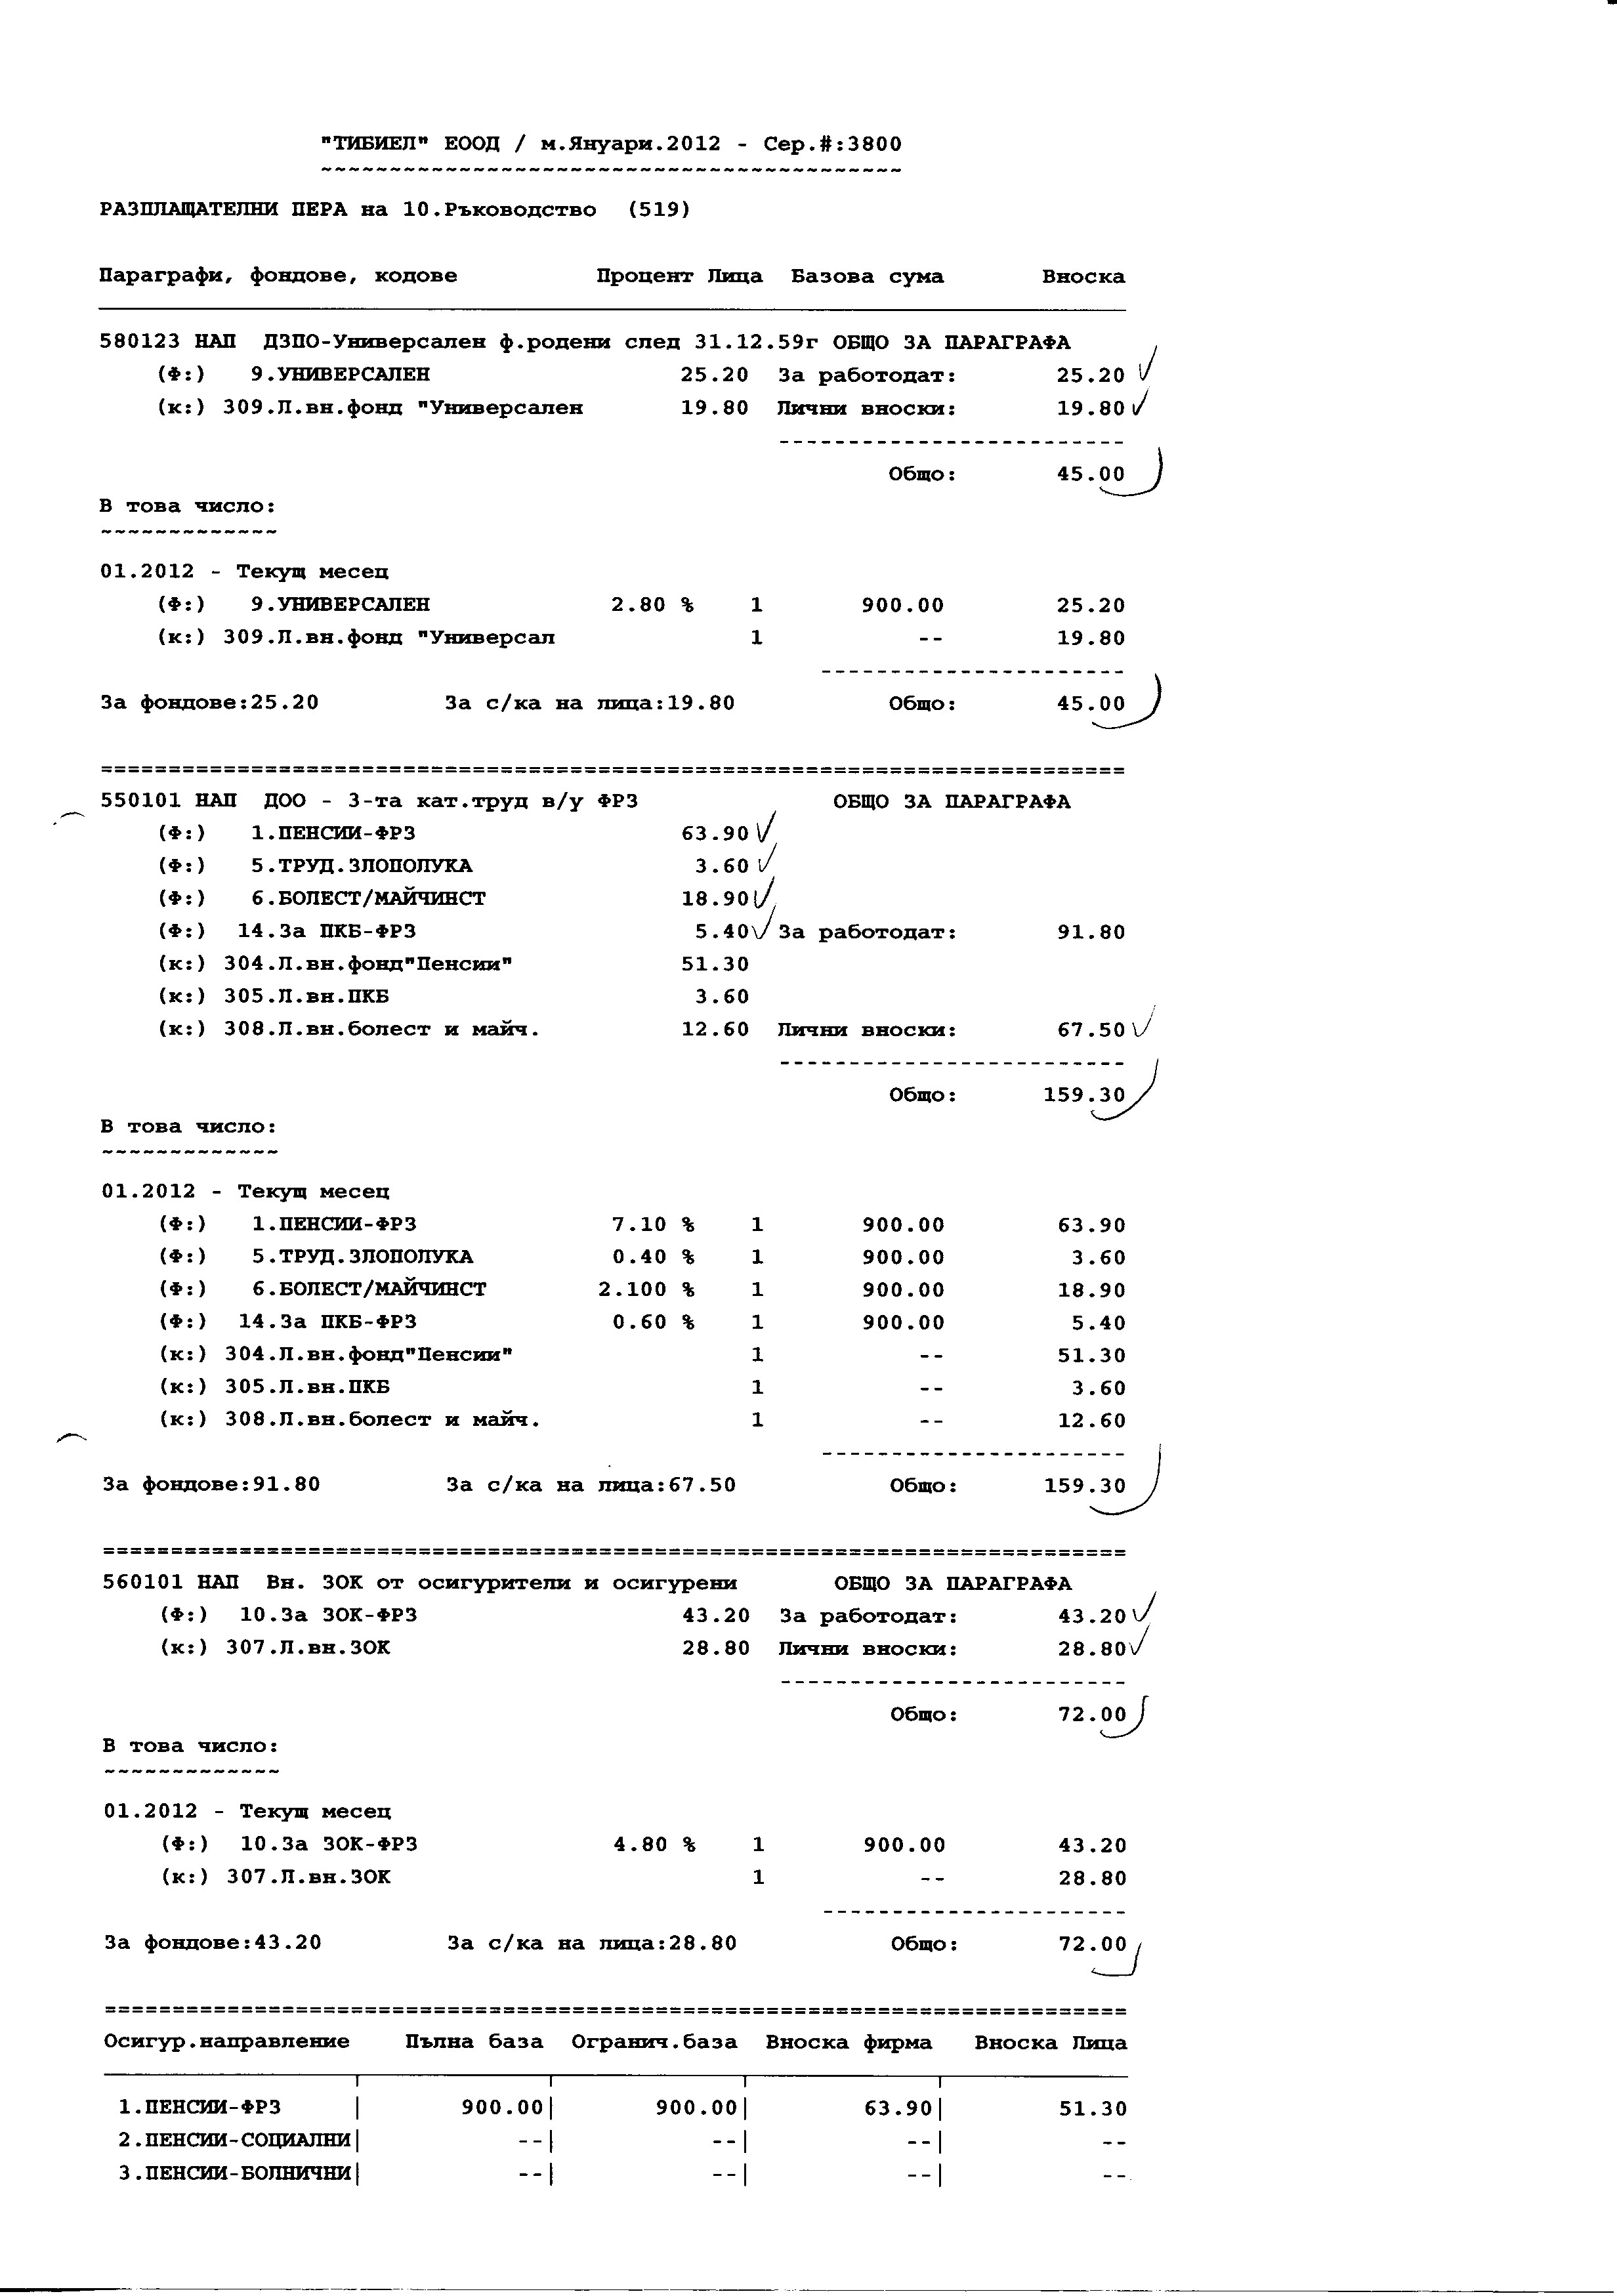 "ТИБИЕЛ" ЕООД / м.Януари.2012 - Сер.#:3800
~~~~~~~~~~~~~~~~~~~~~~~~~~~~~~~~~~~~~~~~~~
РАЗПЛАЩАТЕЛНИ ПЕРА на 10.Ръководство (519)
Параграфи, фондове, кодове Процент Лица Базова сума Вноска
580123 НАП ДЗПО-Универсален ф.родени след 31.12.59г ОБЩО ЗА ПАРАГРАФА
(Ф:) 9.УНИВЕРСАЛЕН 25.20 За работодат: 25.20
(к:) 309.Л.вн.фонд "Универсален 19.80 Лични вноски: 19.80
-------------------------
Общо: 45.00
В това число:
~~~~~~~~~~~~~
01.2012 - Текущ месец
(Ф:) 9.УНИВЕРСАЛЕН 2.80 % 1 900.00 25.20
(к:) 309.Л.вн.фонд "Универсал 1 -- 19.80
----------------------
За фондове:25.20 За с/ка на лица:19.80 Общо: 45.00
==========================================================================
550101 НАП ДОО - 3-та кат.труд в/у ФРЗ ОБЩО ЗА ПАРАГРАФА
(Ф:) 1.ПЕНСИИ-ФРЗ 63.90
(Ф:) 5.ТРУД.ЗЛОПОЛУКА 3.60
(Ф:) 6.БОЛЕСТ/МАЙЧИНСТ 18.90
(Ф:) 14.За ПКБ-ФРЗ 5.40 За работодат: 91.80
(к:) 304.Л.вн.фонд"Пенсии" 51.30
(к:) 305.Л.вн.ПКБ 3.60
(к:) 308.Л.вн.болест и майч. 12.60 Лични вноски: 67.50
-------------------------
Общо: 159.30
В това число:
~~~~~~~~~~~~~
01.2012 - Текущ месец
(Ф:) 1.ПЕНСИИ-ФРЗ 7.10 % 1 900.00 63.90
(Ф:) 5.ТРУД.ЗЛОПОЛУКА 0.40 % 1 900.00 3.60
(Ф:) 6.БОЛЕСТ/МАЙЧИНСТ 2.100 % 1 900.00 18.90
(Ф:) 14.За ПКБ-ФРЗ 0.60 % 1 900.00 5.40
(к:) 304.Л.вн.фонд"Пенсии" 1 -- 51.30
(к:) 305.Л.вн.ПКБ 1 -- 3.60
(к:) 308.Л.вн.болест и майч. 1 -- 12.60
----------------------
За фондове:91.80 За с/ка на лица:67.50 Общо: 159.30
==========================================================================
560101 НАП Вн. ЗОК от осигурители и осигурени ОБЩО ЗА ПАРАГРАФА
(Ф:) 10.За ЗОК-ФРЗ 43.20 За работодат: 43.20
(к:) 307.Л.вн.ЗОК 28.80 Лични вноски: 28.80
-------------------------
Общо: 72.00
В това число:
~~~~~~~~~~~~~
01.2012 - Текущ месец
(Ф:) 10.За ЗОК-ФРЗ 4.80 % 1 900.00 43.20
(к:) 307.Л.вн.ЗОК 1 -- 28.80
----------------------
За фондове:43.20 За с/ка на лица:28.80 Общо: 72.00
==========================================================================
Осигур.направление Пълна база Огранич.база Вноска фирма Вноска Лица
1.ПЕНСИИ-ФРЗ | 900.00| 900.00| 63.90| 51.30
2.ПЕНСИИ-СОЦИАЛНИ| --| --| --| --
3.ПЕНСИИ-БОЛНИЧНИ| --| --| --| --